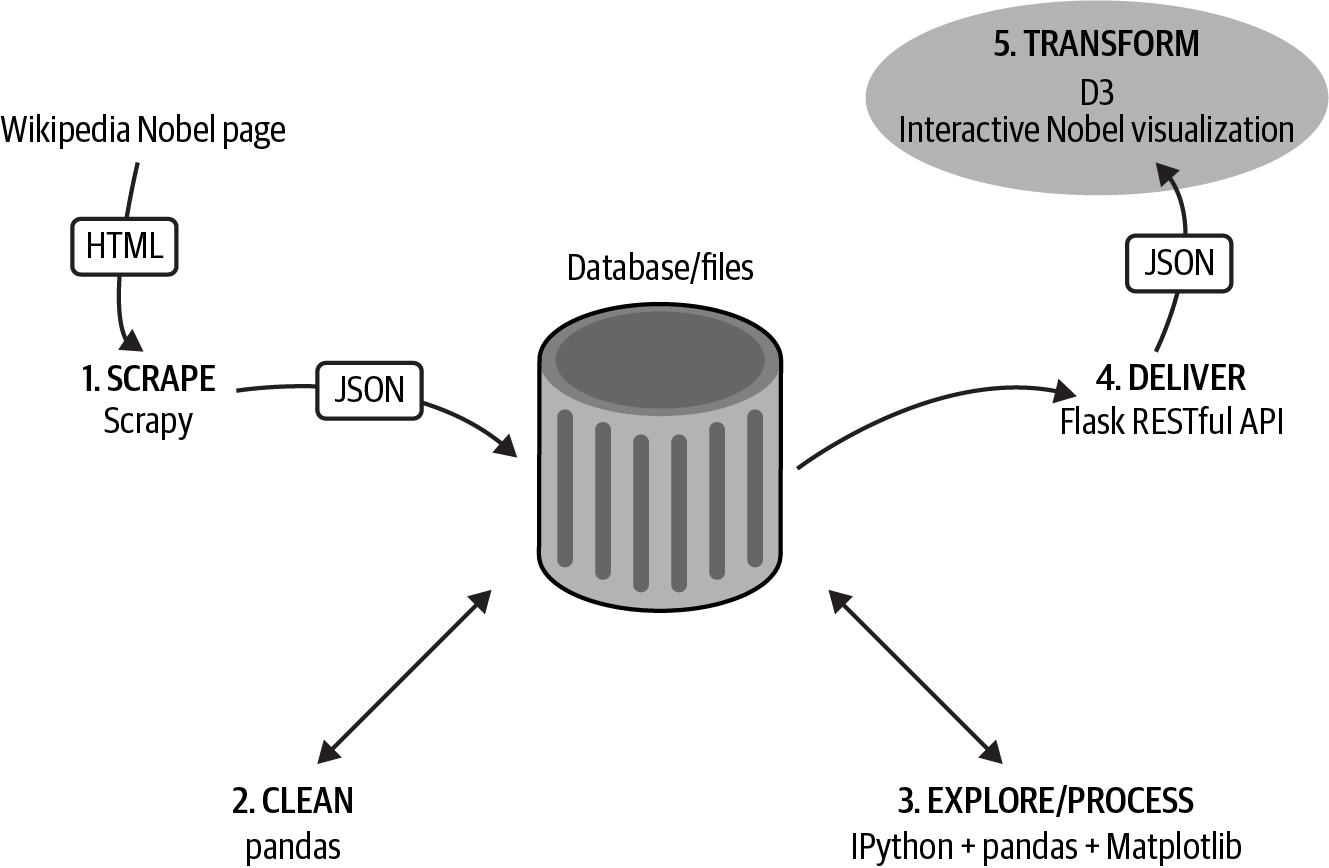 Wikipedia Nobel page
HTML
1. SCRAPE
Scrapy
JSON
Database/files
2. CLEAN
pandas
3. EXPLORE/PROCESS
IPython + pandas + Matplotlib
4. DELIVER
Flask RESTful API
JSON
5. TRANSFORM
D3
Interactive Nobel visualization